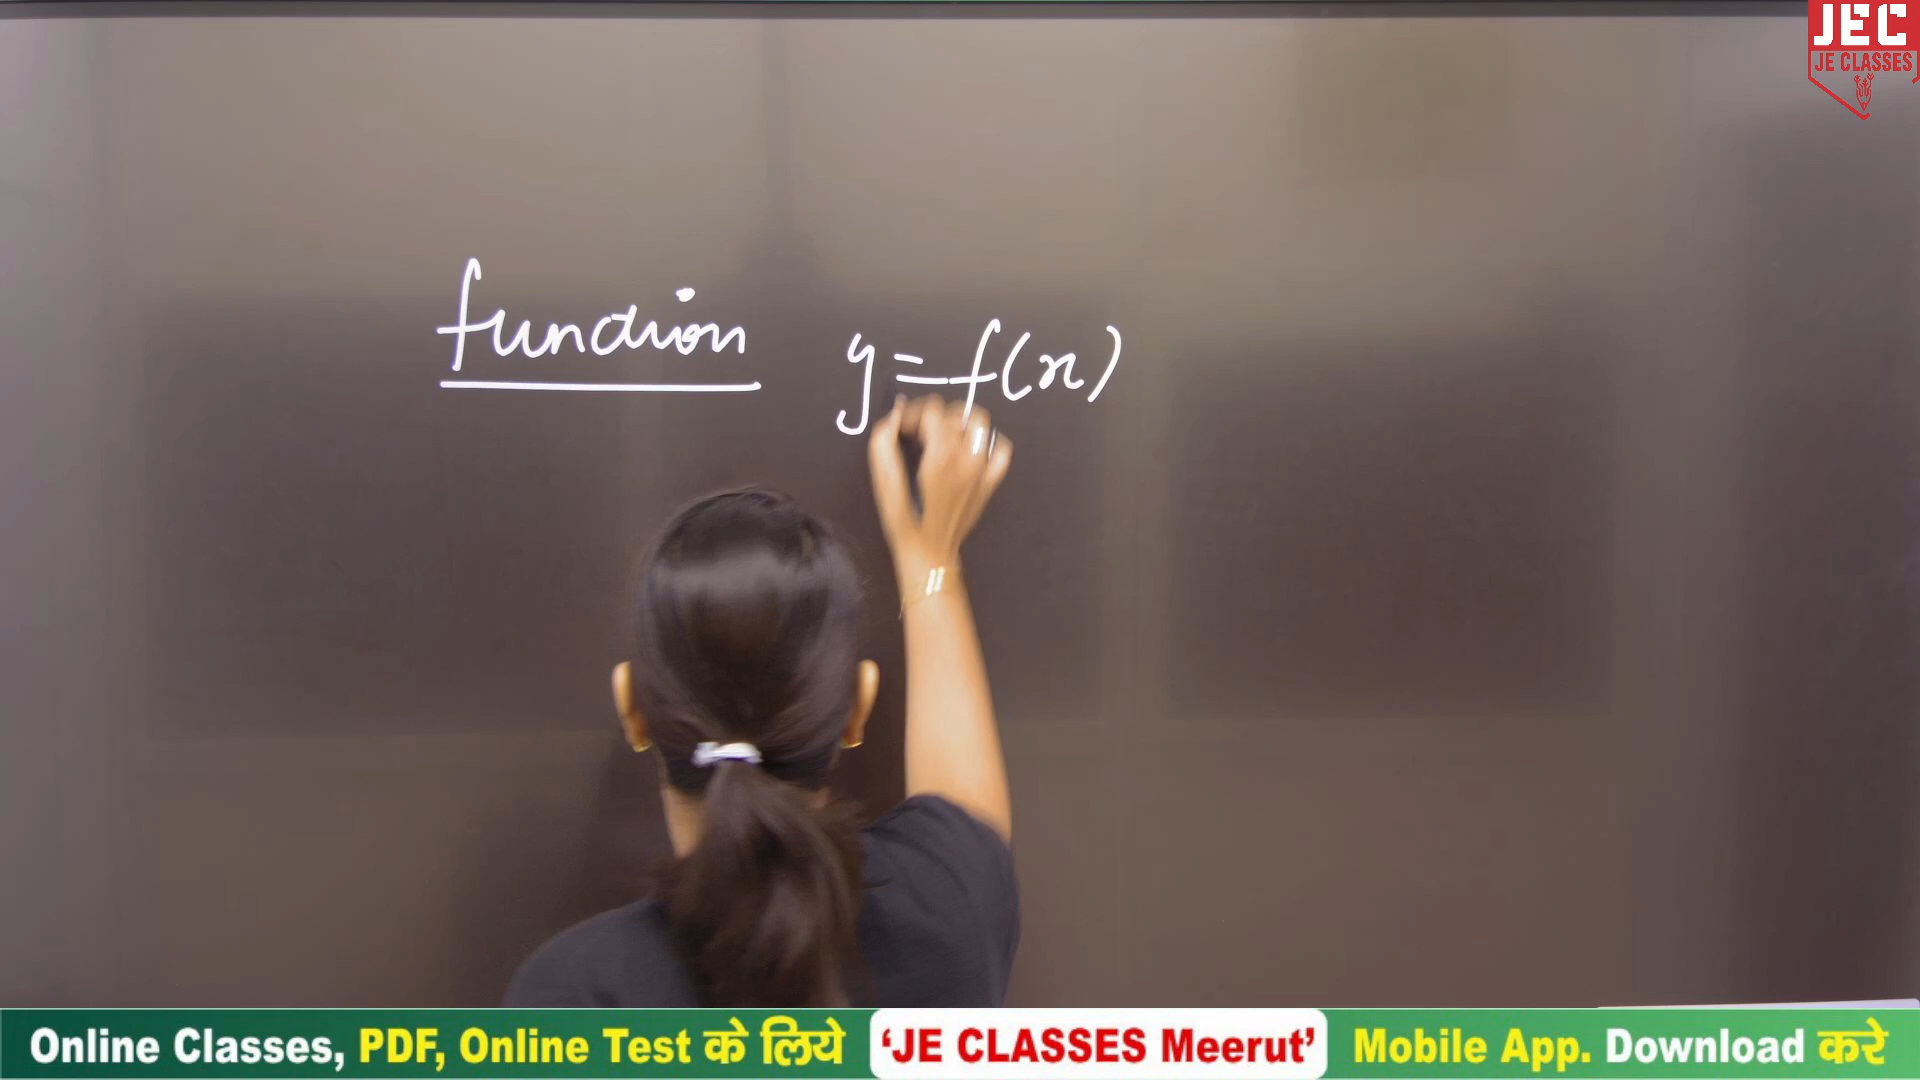 JEC
JE CLASSES
function y=f(x)
Online Classes, PDF, Online Test के लिये 'JE CLASSES Meerut' Mobile App. Download करे